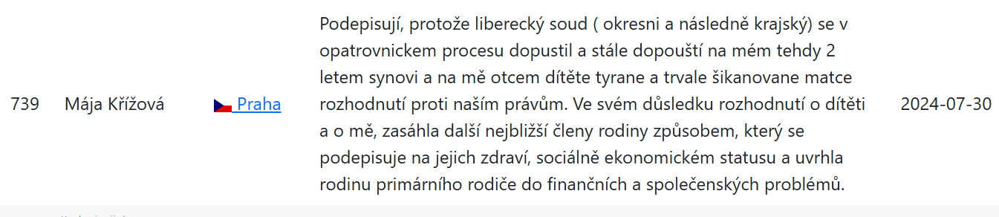 Podepisují, protože liberecký soud ( okresni a následně krajský) se v
opatrovnickem procesu dopustil a stále dopouští na mém tehdy 2
letem synovi a na mě otcem dítěte tyrane a trvale šikanovane matce
739 Mája Křížová Praha rozhodnutí proti naším právům. Ve svém důsledku rozhodnutí o dítěti 2024-07-30
a o mě, zasáhla další nejbližší členy rodiny způsobem, který se
podepisuje na jejich zdraví, sociálně ekonomickém statusu a uvrhla
rodinu primárního rodiče do finančních a společenských problémů.